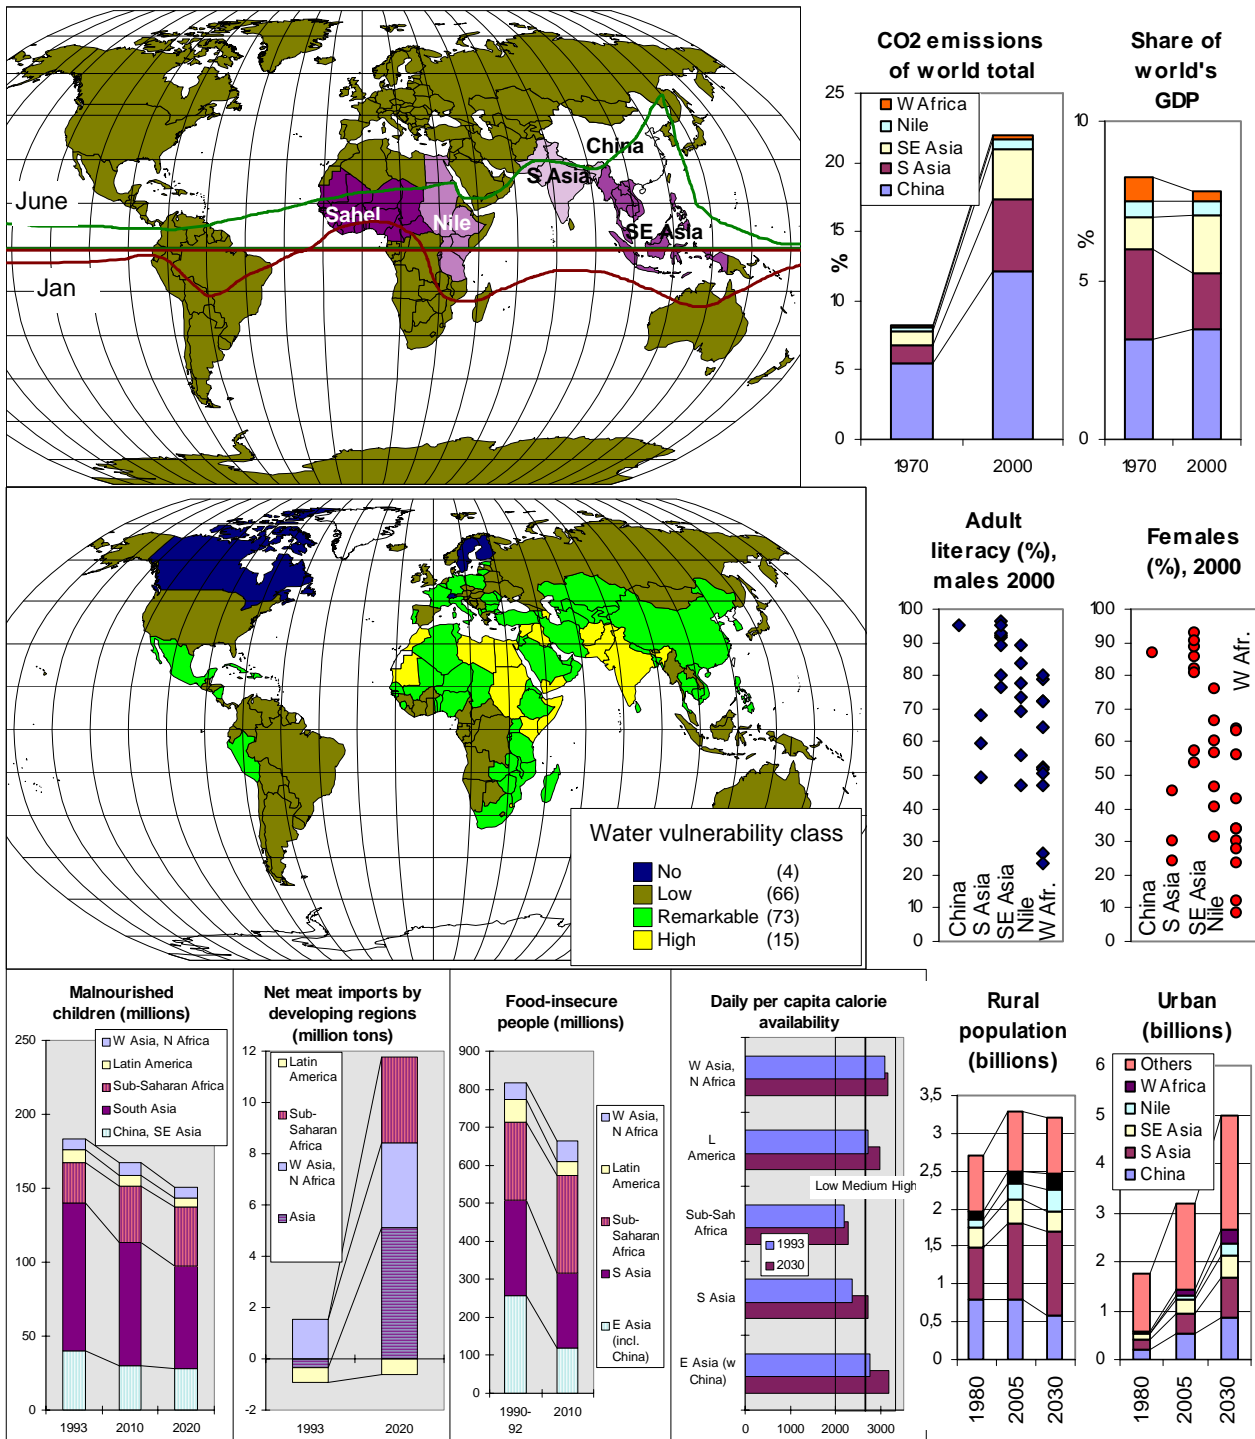 June
Jan
Sahel
Nile
S Asia
China
SE Asia
CO2 emissions
of world total
25
20
15
10
5
0
%
W Africa
Nile
SE Asia
S Asia
China
1970
2000
Share of
world's
GDP
10
5
0
%
1970
2000
Water vulnerability class
No (4)
Low (66)
Remarkable (73)
High (15)
Adult
literacy (%),
males 2000
100
90
80
70
60
50
40
30
20
10
0
China
S Asia
SE Asia
Nile
W Afr.
Females
(%), 2000
100
90
80
70
60
50
40
30
20
10
0
China
S Asia
SE Asia
Nile
W Afr.
Malnourished
children (millions)
250
200
150
100
50
0
W Asia, N Africa
Latin America
Sub-Saharan Africa
South Asia
China, SE Asia
1993
2010
2020
Net meat imports by
developing regions
(million tons)
12
10
8
6
4
2
0
-2
Latin
America
Sub-
Saharan
Africa
W Asia,
N Africa
Asia
1993
2020
Food-insecure
people (millions)
900
800
700
600
500
400
300
200
100
0
W Asia,
N Africa
Latin
America
Sub-
Saharan
Africa
S Asia
E Asia
(incl.
China)
1990-
92
2010
Daily per capita calorie
availability
W Asia,
N Africa
L
America
Sub-Sah
Africa
S Asia
E Asia (w
China)
Low Medium High
1993
2030
0
1000
2000
3000
Rural
population
(billions)
3,5
3
2,5
2
1,5
1
0,5
0
1980
2005
2030
Urban
(billions)
6
5
4
3
2
1
0
Others
W Africa
Nile
SE Asia
S Asia
China
1980
2005
2030